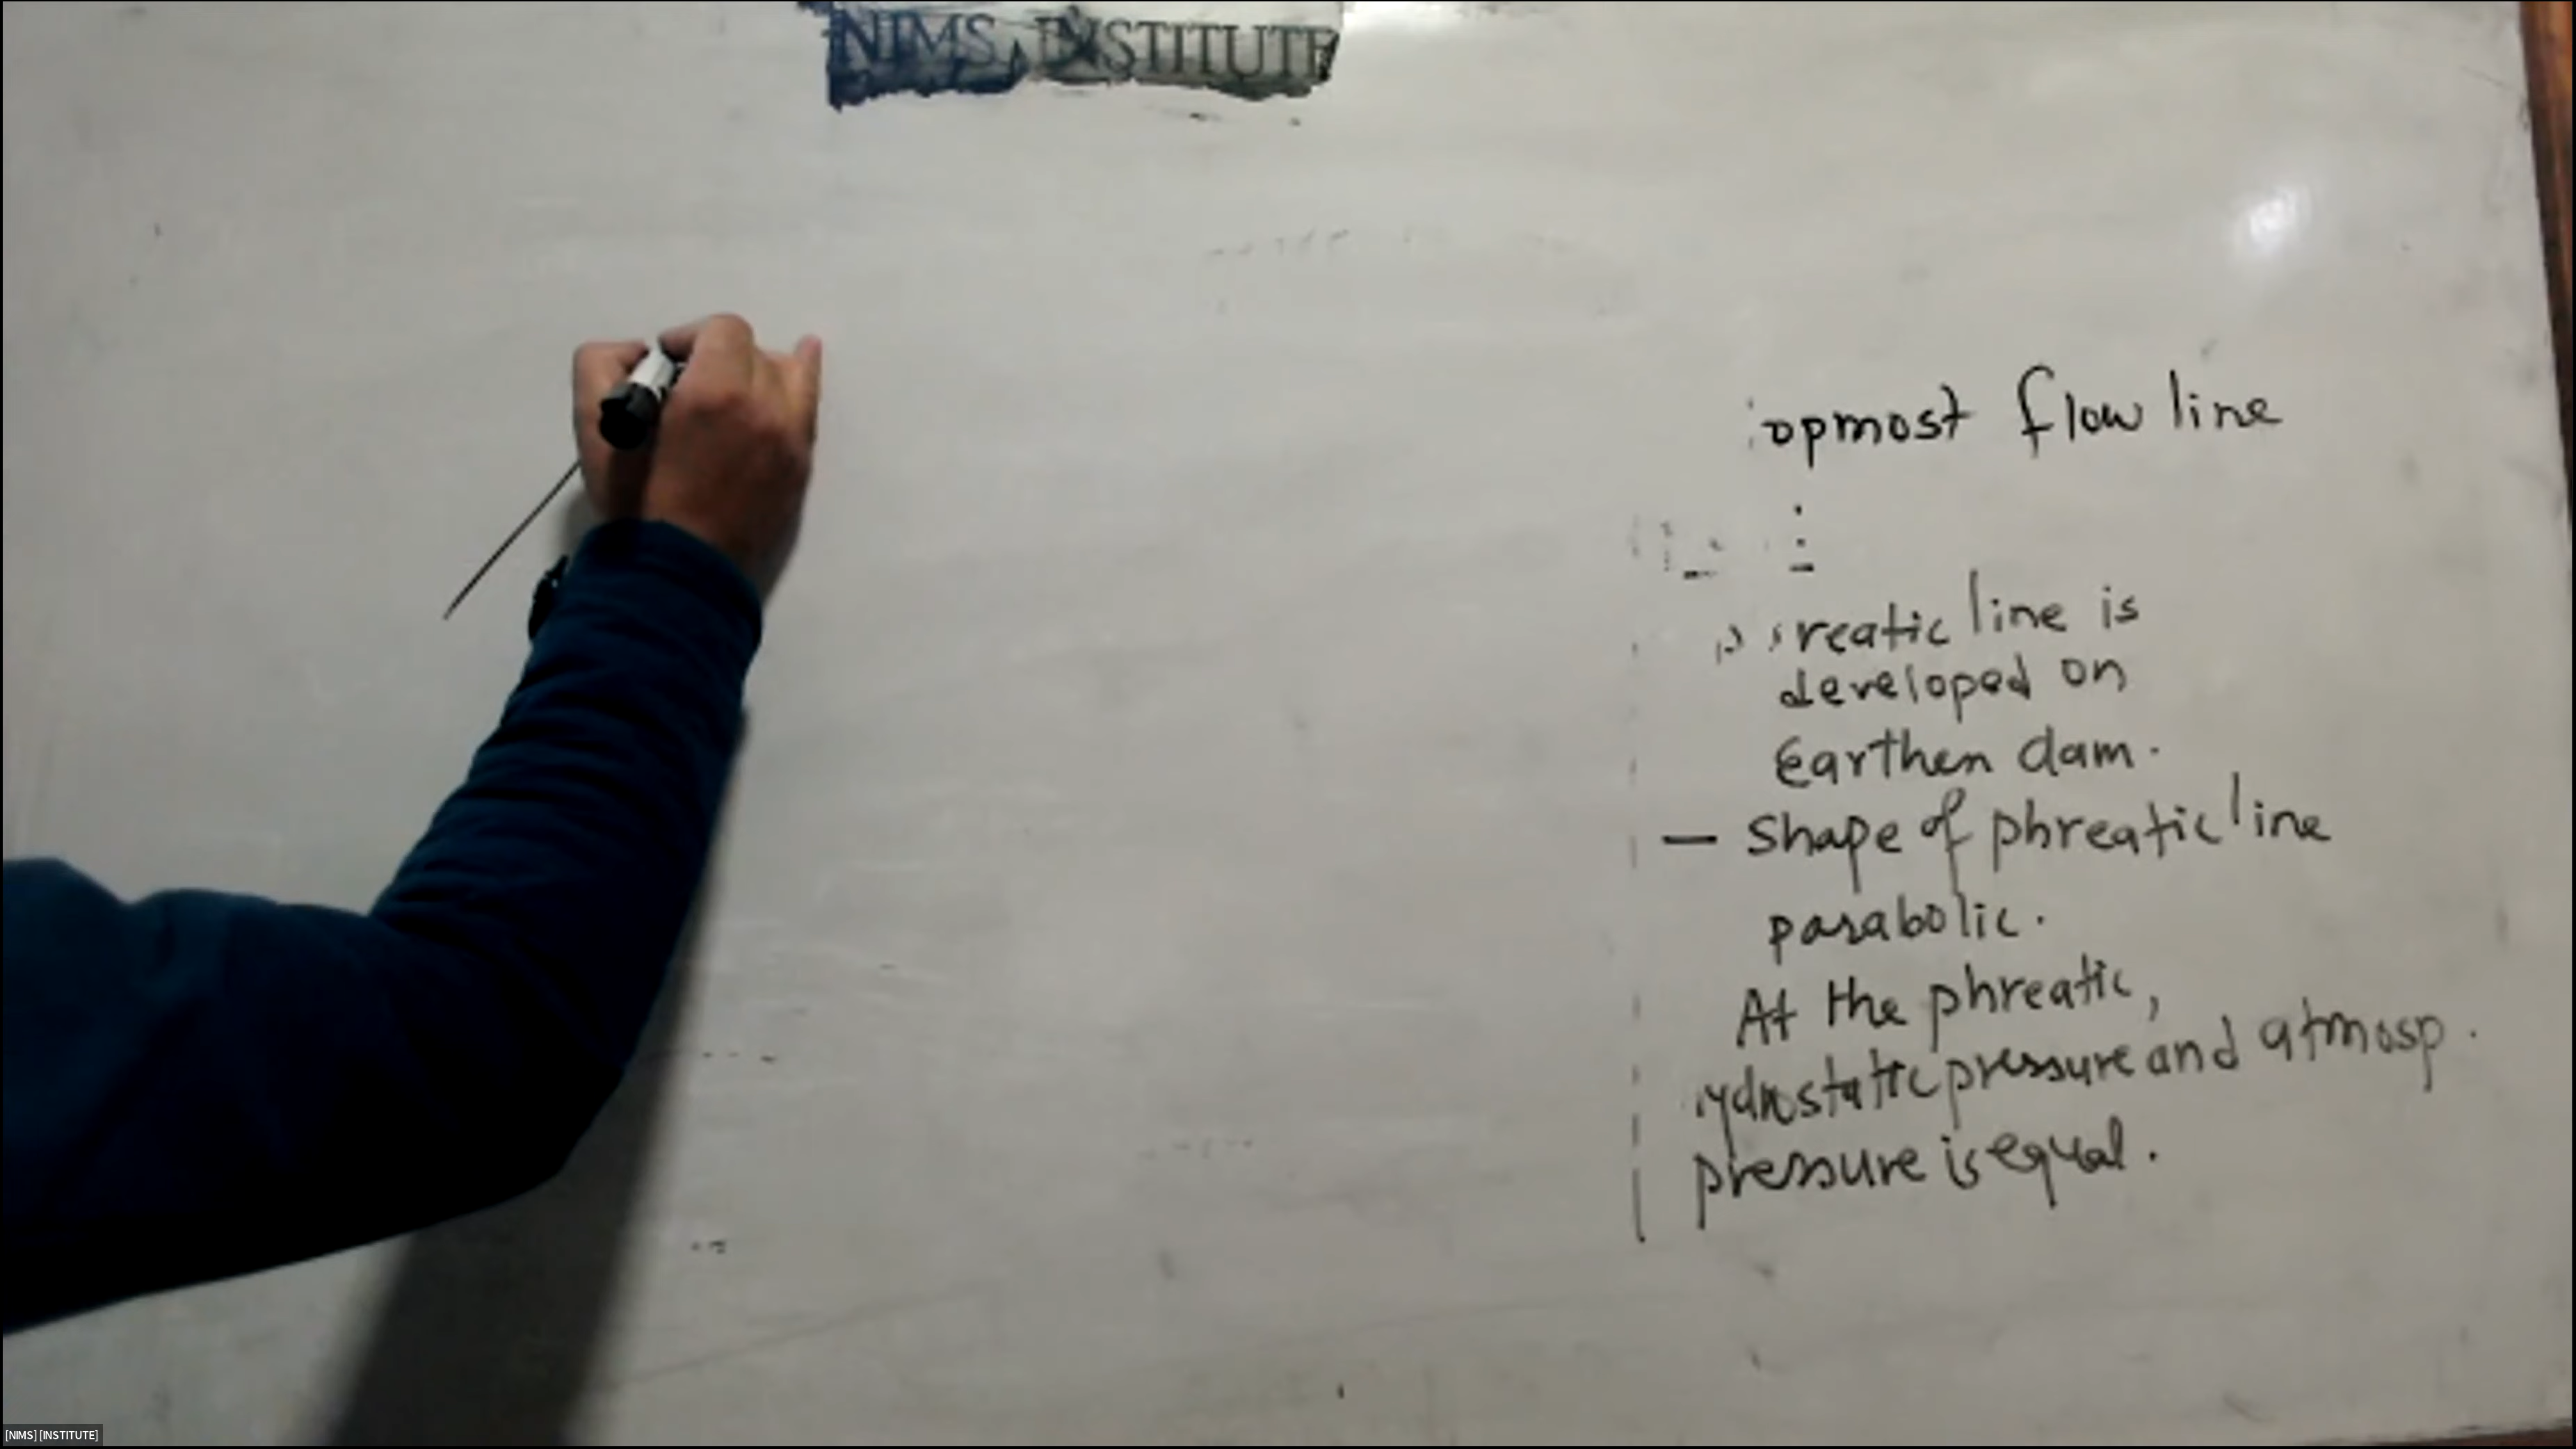 NIMS INSTITUTE
opmost flow line
reatic line is
developed on
Earthen dam.
— Shape of phreatic line
parabolic.
At the phreatic,
ydrostatic pressure and atmosp.
pressure is equal.
[NIMS] [INSTITUTE]